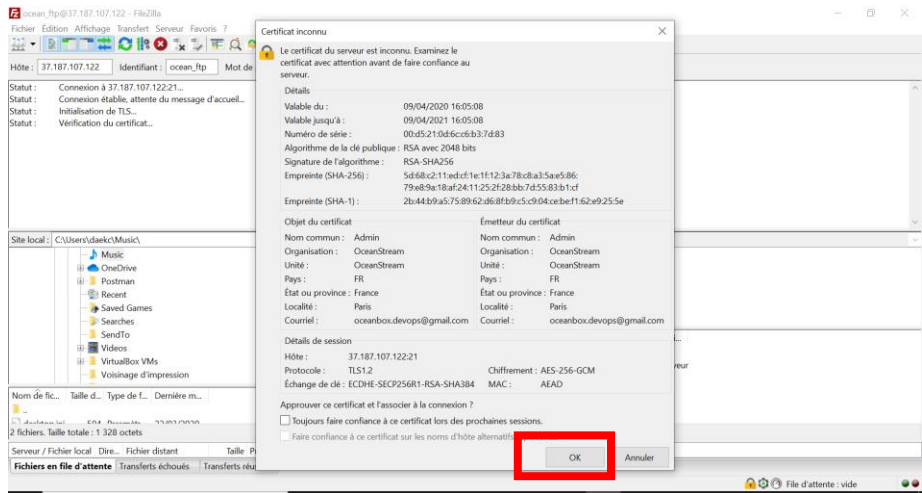 ocean_ftp@37.187.107.122 - FileZilla
Fichier Édition Affichage Transfert Serveur Favoris ?
Hôte : 37.187.107.122 Identifiant : ocean_ftp Mot de
Statut : Connexion à 37.187.107.122:21...
Statut : Connexion établie, attente du message d'accueil...
Statut : Initialisation de TLS...
Statut : Vérification du certificat...
Site local : C:\Users\daekc\Music\
Music
OneDrive
Postman
Recent
Saved Games
Searches
SendTo
Videos
VirtualBox VMs
Voisinage d'impression
Nom de fic... Taille d... Type de f... Dernière m...
..
2 fichiers. Taille totale : 1 328 octets
Serveur / Fichier local Dire... Fichier distant Taille
Fichiers en file d'attente Transferts échoués Transferts réu
Certificat inconnu
Le certificat du serveur est inconnu. Examinez le
certificat avec attention avant de faire confiance au
serveur.
Détails
Valable du : 09/04/2020 16:05:08
Valable jusqu'à : 09/04/2021 16:05:08
Numéro de série : 00:d5:21:0d:6c:c6:b3:7d:83
Algorithme de la clé publique : RSA avec 2048 bits
Signature de l'algorithme : RSA-SHA256
Empreinte (SHA-256) : 5d:68:c2:11:ed:cf:1e:1f:12:3a:78:c8:a3:5a:e5:86:
79:e8:9a:18:af:24:11:25:2f:28:bb:7d:55:83:b1:cf
Empreinte (SHA-1) : 2b:44:b9:a5:75:89:62:d6:8f:b9:c5:c9:04:ce:be:f1:62:e9:25:5e
Objet du certificat
Nom commun : Admin
Organisation : OceanStream
Unité : OceanStream
Pays : FR
État ou province : France
Localité : Paris
Courriel : oceanbox.devops@gmail.com
Émetteur du certificat
Nom commun : Admin
Organisation : OceanStream
Unité : OceanStream
Pays : FR
État ou province : France
Localité : Paris
Courriel : oceanbox.devops@gmail.com
Détails de session
Hôte : 37.187.107.122:21
Protocole : TLS1.2 Chiffrement : AES-256-GCM
Échange de clé : ECDHE-SECP256R1-RSA-SHA384 MAC : AEAD
Approuver ce certificat et l'associer à la connexion ?
Toujours faire confiance à ce certificat lors des prochaines sessions.
Faire confiance à ce certificat sur les noms d'hôte alternatifs
OK Annuler
veur
File d'attente : vide